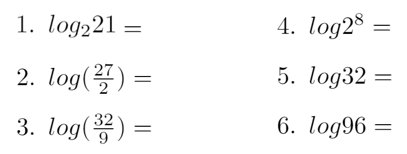 1. log₂21 =
2. log(27/2) =
3. log(32/9) =
4. log2⁸ =
5. log32 =
6. log96 =